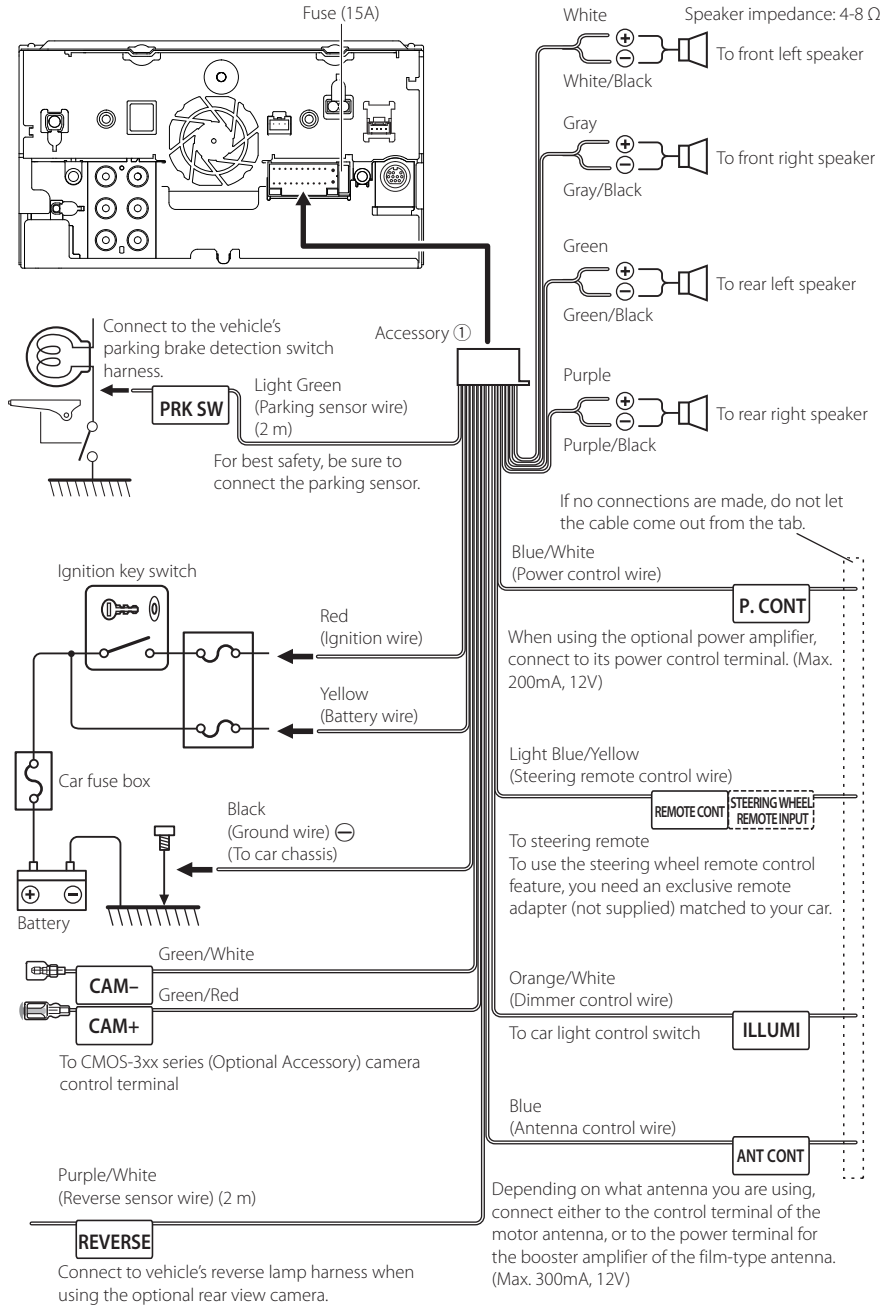 Fuse (15A)
White
Speaker impedance: 4-8 Ω
⊕
To front left speaker
⊖
White/Black
Gray
⊕
To front right speaker
⊖
Gray/Black
Green
⊕
To rear left speaker
⊖
Green/Black
Purple
⊕
To rear right speaker
⊖
Purple/Black
Connect to the vehicle's
parking brake detection switch
harness.
Accessory ①
PRK SW
Light Green
(Parking sensor wire)
(2 m)
For best safety, be sure to
connect the parking sensor.
If no connections are made, do not let
the cable come out from the tab.
Blue/White
(Power control wire)
P. CONT
When using the optional power amplifier,
connect to its power control terminal. (Max.
200mA, 12V)
Ignition key switch
Red
(Ignition wire)
Yellow
(Battery wire)
Car fuse box
Light Blue/Yellow
(Steering remote control wire)
REMOTE CONT
STEERING WHEEL
REMOTE INPUT
To steering remote
To use the steering wheel remote control
feature, you need an exclusive remote
adapter (not supplied) matched to your car.
Black
(Ground wire) ⊖
(To car chassis)
⊕ ⊖
Battery
Green/White
CAM–
Green/Red
CAM+
To CMOS-3xx series (Optional Accessory) camera
control terminal
Orange/White
(Dimmer control wire)
To car light control switch
ILLUMI
Blue
(Antenna control wire)
ANT CONT
Depending on what antenna you are using,
connect either to the control terminal of the
motor antenna, or to the power terminal for
the booster amplifier of the film-type antenna.
(Max. 300mA, 12V)
Purple/White
(Reverse sensor wire) (2 m)
REVERSE
Connect to vehicle's reverse lamp harness when
using the optional rear view camera.